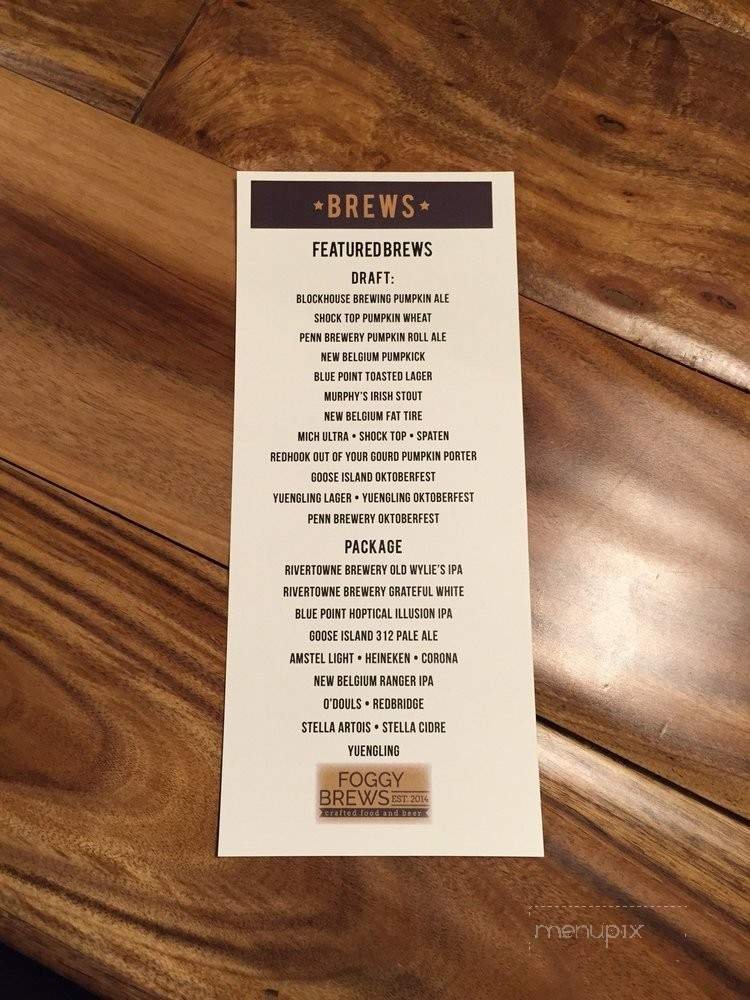 ★BREWS★
FEATURED BREWS
DRAFT:
BLOCKHOUSE BREWING PUMPKIN ALE
SHOCK TOP PUMPKIN WHEAT
PENN BREWERY PUMPKIN ROLL ALE
NEW BELGIUM PUMPKICK
BLUE POINT TOASTED LAGER
MURPHY'S IRISH STOUT
NEW BELGIUM FAT TIRE
MICH ULTRA • SHOCK TOP • SPATEN
REDHOOK OUT OF YOUR GOURD PUMPKIN PORTER
GOOSE ISLAND OKTOBERFEST
YUENGLING LAGER • YUENGLING OKTOBERFEST
PENN BREWERY OKTOBERFEST
PACKAGE
RIVERTOWNE BREWERY OLD WYLIE'S IPA
RIVERTOWNE BREWERY GRATEFUL WHITE
BLUE POINT HOPTICAL ILLUSION IPA
GOOSE ISLAND 312 PALE ALE
AMSTEL LIGHT • HEINEKEN • CORONA
NEW BELGIUM RANGER IPA
O'DOULS • REDBRIDGE
STELLA ARTOIS • STELLA CIDRE
YUENGLING
FOGGY
BREWS EST. 2014
crafted food and beer
menupix